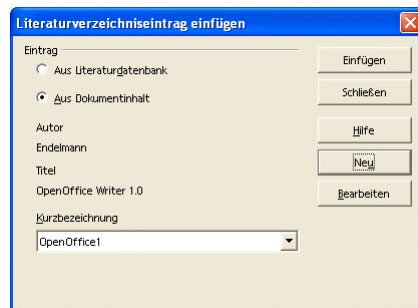 Literaturverzeichniseintrag einfügen
Eintrag
Aus Literaturdatenbank
Aus Dokumentinhalt
Autor
Endelmann
Titel
OpenOffice Writer 1.0
Kurzbezeichnung
OpenOffice1
Einfügen
Schließen
Hilfe
Neu
Bearbeiten